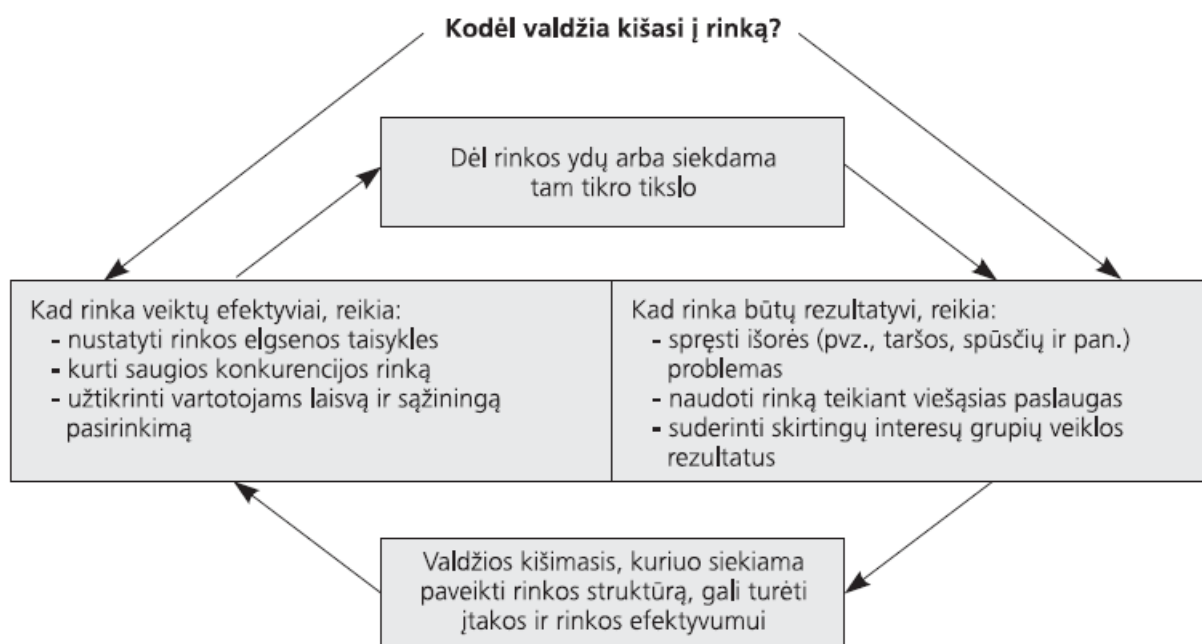 Kodėl valdžia kišasi į rinką?
Dėl rinkos ydų arba siekdama
tam tikro tikslo
Kad rinka veiktų efektyviai, reikia:
- nustatyti rinkos elgsenos taisykles
- kurti saugios konkurencijos rinką
- užtikrinti vartotojams laisvą ir sąžiningą
pasirinkimą
Kad rinka būtų rezultatyvi, reikia:
- spręsti išorės (pvz., taršos, spūsčių ir pan.)
problemas
- naudoti rinką teikiant viešąsias paslaugas
- suderinti skirtingų interesų grupių veiklos
rezultatus
Valdžios kišimasis, kuriuo siekiama
paveikti rinkos struktūrą, gali turėti
įtakos ir rinkos efektyvumui